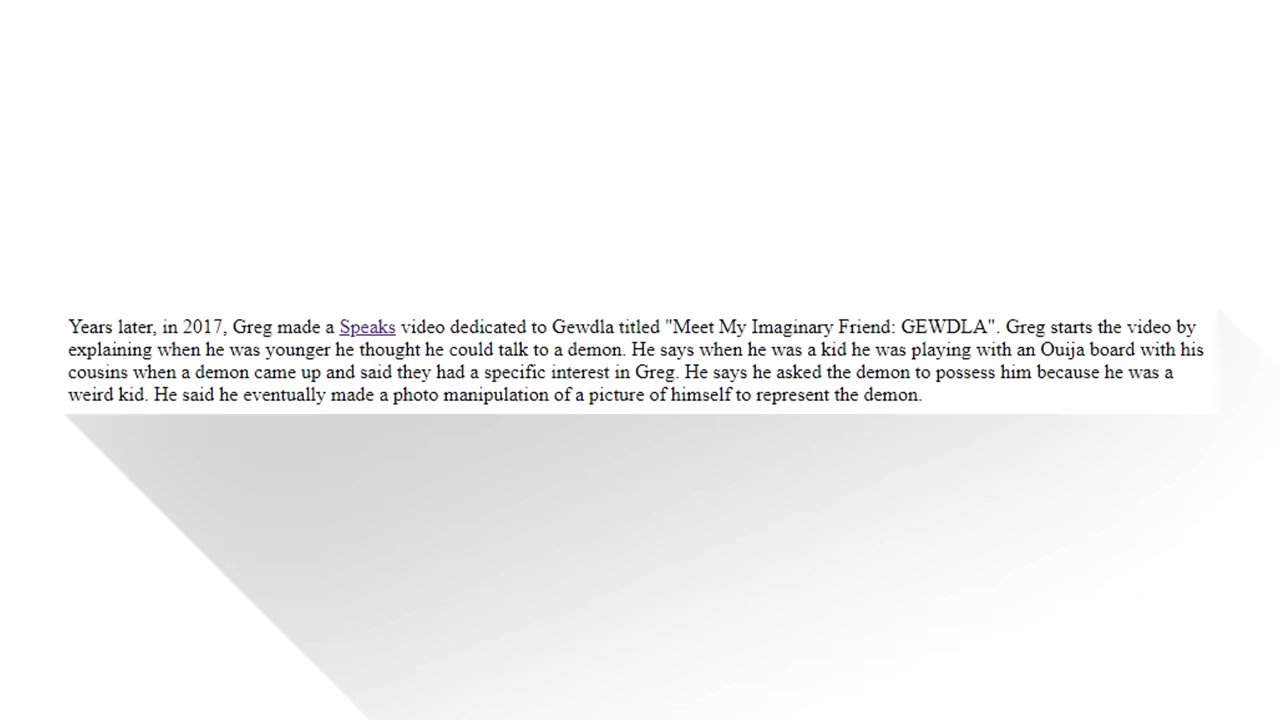 Years later, in 2017, Greg made a Speaks video dedicated to Gewdla titled "Meet My Imaginary Friend: GEWDLA". Greg starts the video by
explaining when he was younger he thought he could talk to a demon. He says when he was a kid he was playing with an Ouija board with his
cousins when a demon came up and said they had a specific interest in Greg. He says he asked the demon to possess him because he was a
weird kid. He said he eventually made a photo manipulation of a picture of himself to represent the demon.